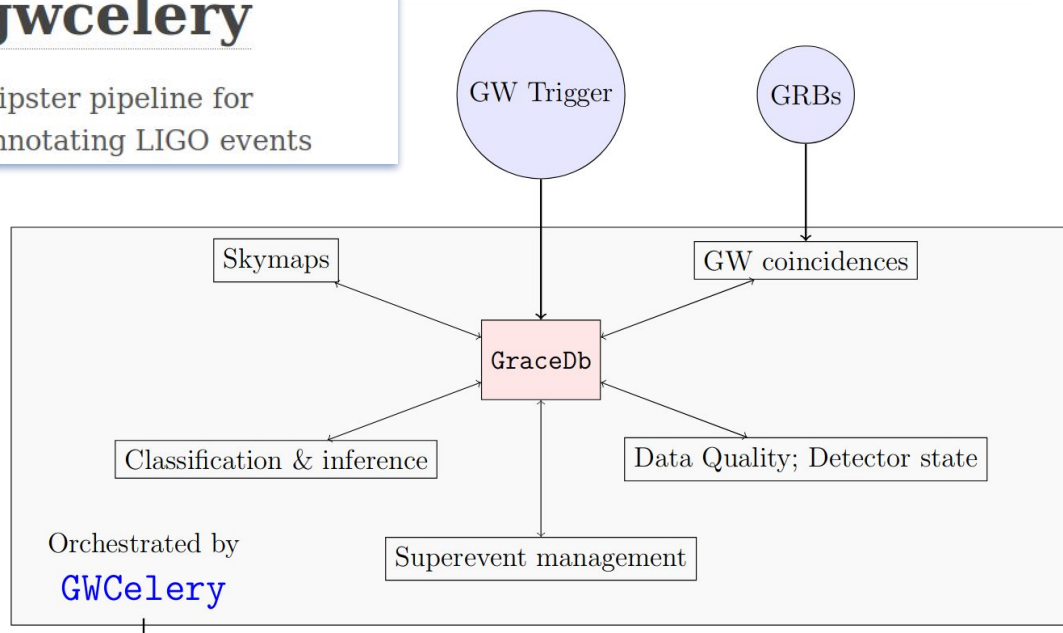 gwcelery
ipster pipeline for
nnotating LIGO events
GW Trigger
GRBs
Skymaps
GW coincidences
GraceDb
Classification & inference
Data Quality; Detector state
Superevent management
Orchestrated by
GWCelery